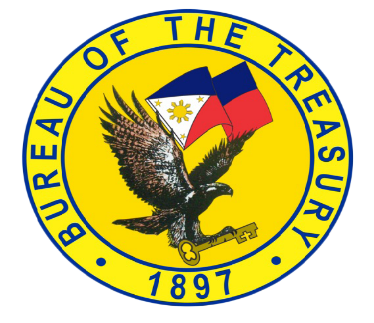 • BUREAU OF THE TREASURY •
1897